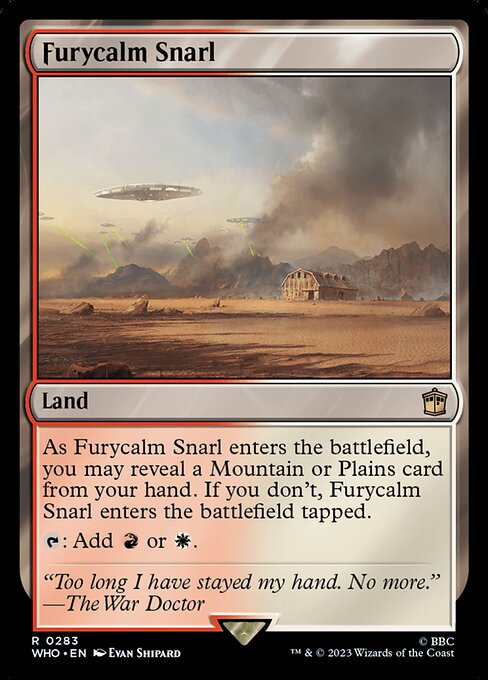 Furycalm Snarl
Land
As Furycalm Snarl enters the battlefield,
you may reveal a Mountain or Plains card
from your hand. If you don't, Furycalm
Snarl enters the battlefield tapped.
: Add or .
“Too long I have stayed my hand. No more.”
—The War Doctor
R 0283
WHO • EN Evan Shipard
© BBC
™ & © 2023 Wizards of the Coast